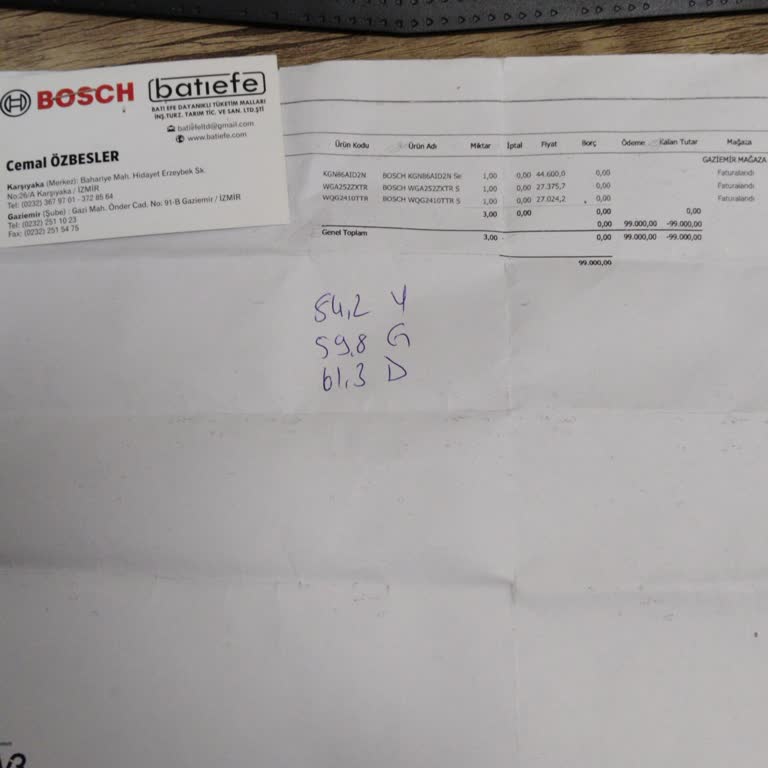 BOSCH
batıefe
BATI EFE DAYANIKLI TÜKETİM MALLARI
İNŞ.TURZ. TARIM TİC. VE SAN. LTD.ŞTİ
batiefeltd@gmail.com
www.batiefe.com
Cemal ÖZBESLER
Karşıyaka (Merkez): Bahariye Mah. Hidayet Erzeybek Sk.
No:26/A Karşıyaka / İZMİR
Tel: (0232) 367 97 01 - 372 85 64
Gaziemir (Şube) : Gazi Mah. Önder Cad. No: 91-B Gaziemir / İZMİR
Tel: (0232) 251 10 23
Fax: (0232) 251 54 75
Ürün Kodu Ürün Adı Miktar İptal Fiyat Borç Ödeme Kalan Tutar Mağaza
GAZİEMİR MAĞAZA
KGN86AID2N BOSCH KGN86AID2N Se 1,00 0,00 44.600,0 0,00 Faturalandı
WGA252ZXTR BOSCH WGA252ZXTR S 1,00 0,00 27.375,7 0,00 Faturalandı
WQG2410TTR BOSCH WQG2410TTR S 1,00 0,00 27.024,2 0,00 Faturalandı
3,00 0,00 0,00 0,00
0,00 99.000,00 -99.000,00
Genel Toplam 3,00 0,00 99.000,00 -99.000,00
99.000,00
54,2 Y
59,8 G
61,3 D